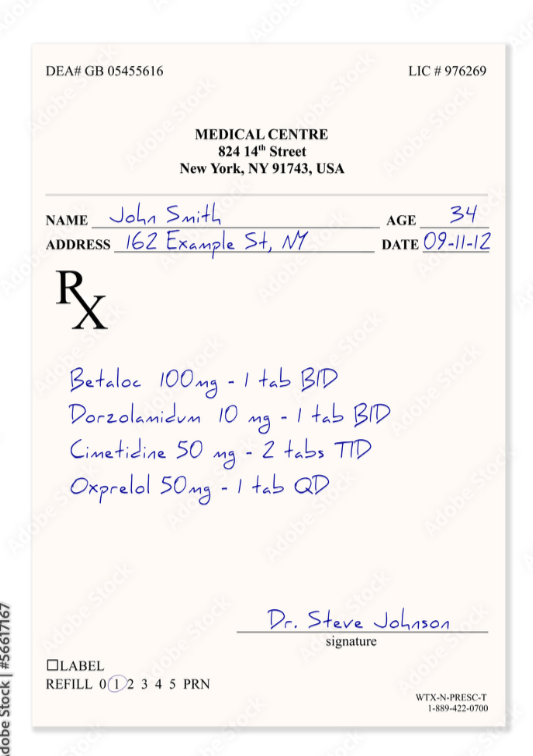 DEA# GB 05455616 LIC # 976269
MEDICAL CENTRE
824 14th Street
New York, NY 91743, USA
NAME John Smith AGE 34
ADDRESS 162 Example St, NY DATE 09-11-12
Rx
Betaloc 100mg - 1 tab BID
Dorzolamidum 10 mg - 1 tab BID
Cimetidine 50 mg - 2 tabs TID
Oxprelol 50mg - 1 tab QD
Dr. Steve Johnson
signature
☐LABEL
REFILL 0 1 2 3 4 5 PRN
WTX-N-PRESC-T
1-889-422-0700
Adobe Stock | #56617167